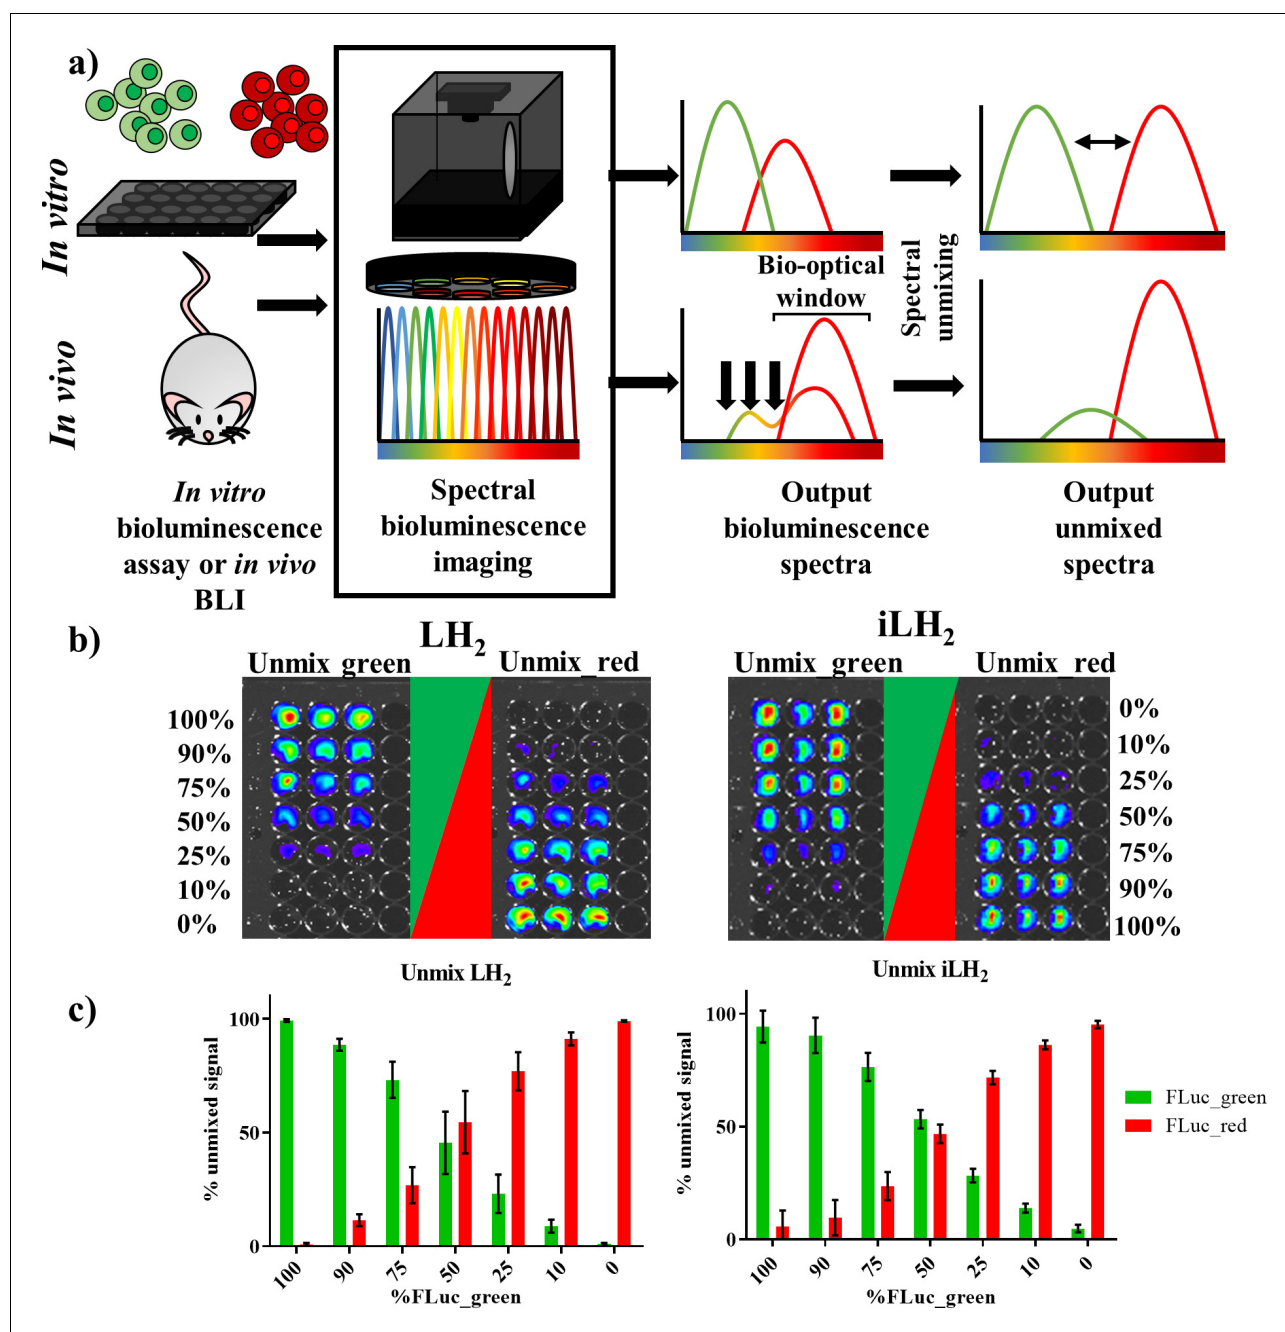 a)
In vitro
In vivo
In vitro
bioluminescence
assay or in vivo
BLI
Spectral
bioluminescence
imaging
Bio-optical
window
Output
bioluminescence
spectra
Spectral
unmixing
Output
unmixed
spectra
b)
LH2
Unmix_green
Unmix_red
100%
90%
75%
50%
25%
10%
0%
iLH2
Unmix_green
Unmix_red
0%
10%
25%
50%
75%
90%
100%
c)
Unmix LH2
% unmixed signal
100
50
0
100
90
75
50
25
10
0
%FLuc_green
Unmix iLH2
% unmixed signal
100
50
0
100
90
75
50
25
10
0
%FLuc_green
FLuc_green
FLuc_red